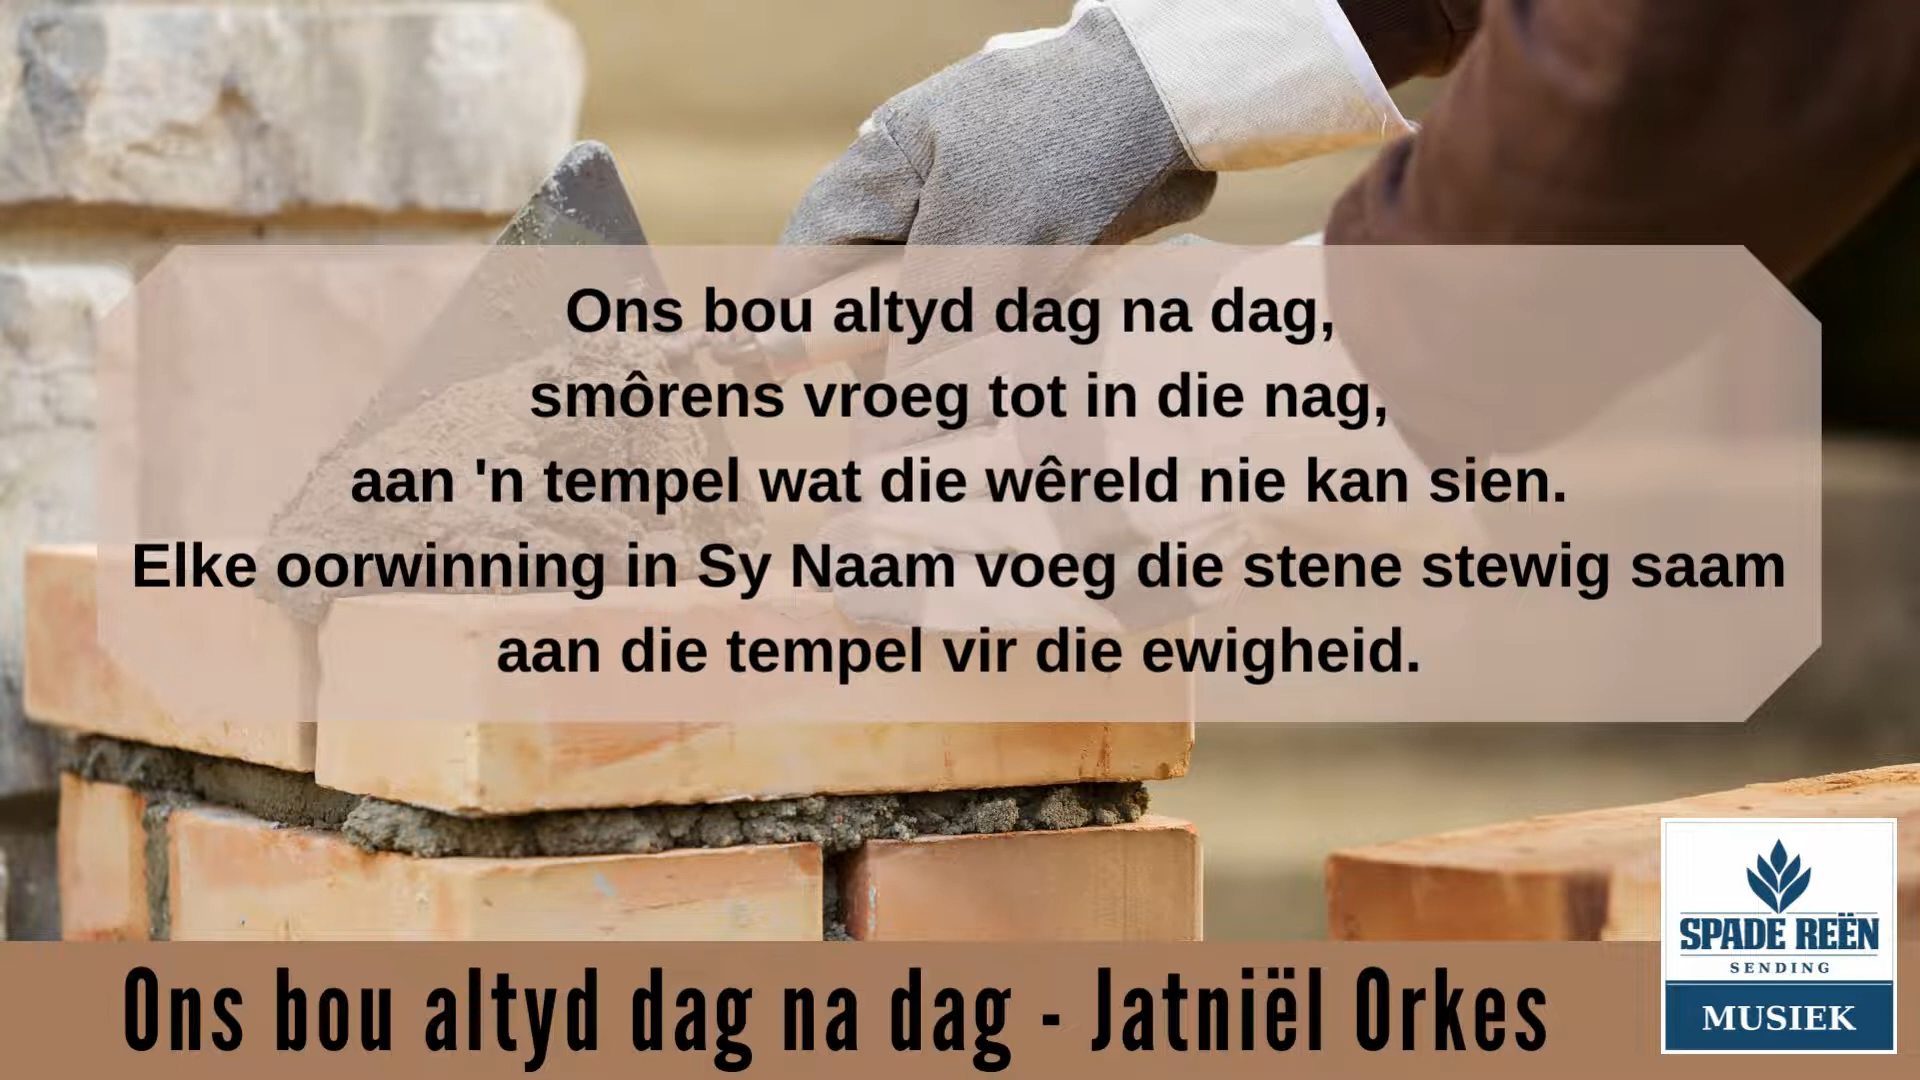 Ons bou altyd dag na dag,
smôrens vroeg tot in die nag,
aan 'n tempel wat die wêreld nie kan sien.
Elke oorwinning in Sy Naam voeg die stene stewig saam
aan die tempel vir die ewigheid.
Ons bou altyd dag na dag - Jatniël Orkes
SPADE REËN
SENDING
MUSIEK